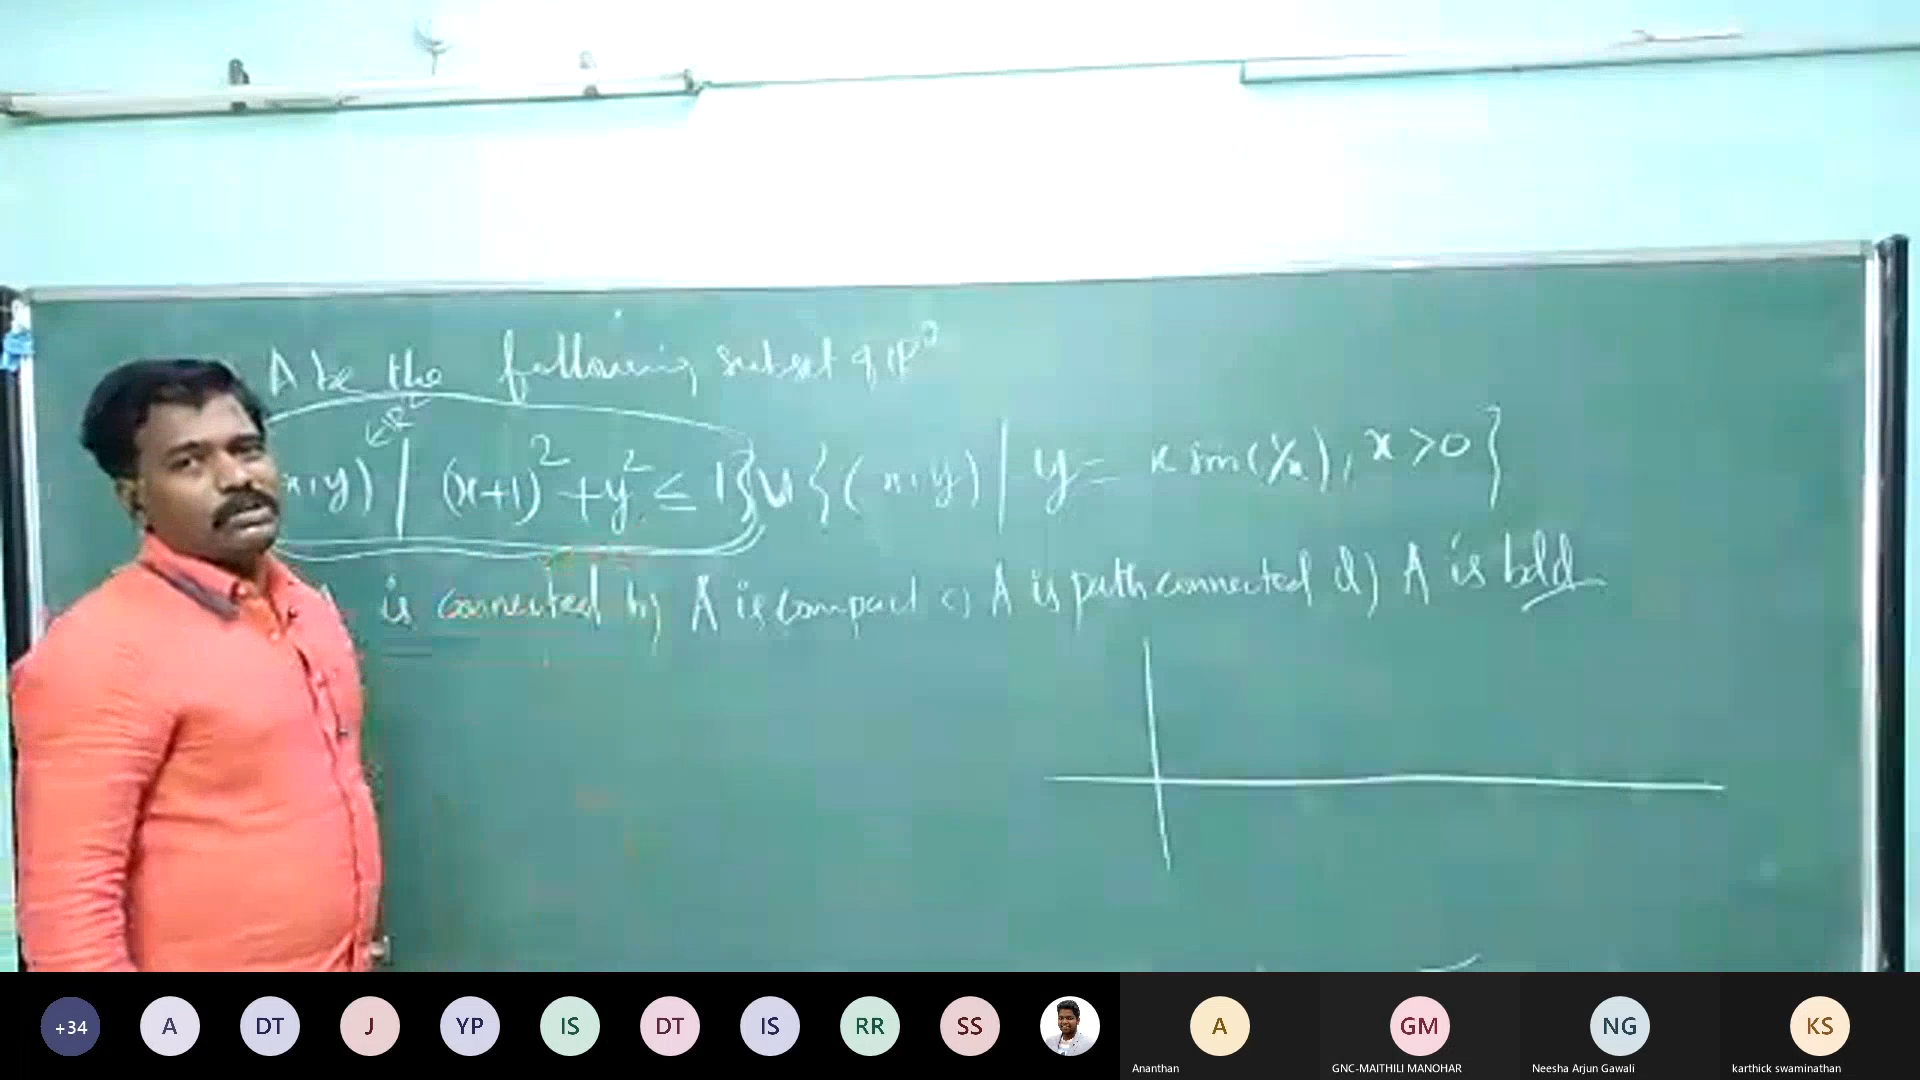 A be the following subset of ℝ²
∈ℝ²
x,y) | (x+1)² + y² ≤ 1} ∪ {(x,y) | y = x sin(1/x), x>0}
A is connected b) A is compact c) A is path connected d) A is bdd
+34 A DT J YP IS DT IS RR SS A GM NG KS
Ananthan GNC-MAITHILI MANOHAR Neesha Arjun Gawali karthick swaminathan